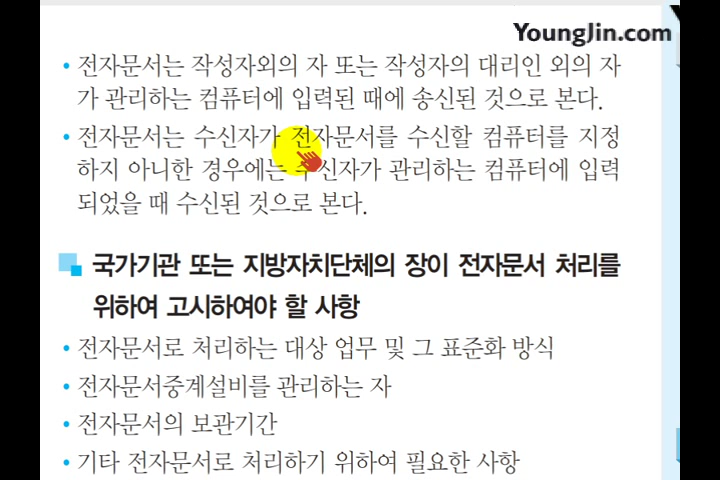 YoungJin.com
• 전자문서는 작성자외의 자 또는 작성자의 대리인 외의 자
가 관리하는 컴퓨터에 입력된 때에 송신된 것으로 본다.
• 전자문서는 수신자가 전자문서를 수신할 컴퓨터를 지정
하지 아니한 경우에는 수신자가 관리하는 컴퓨터에 입력
되었을 때 수신된 것으로 본다.
국가기관 또는 지방자치단체의 장이 전자문서 처리를
위하여 고시하여야 할 사항
• 전자문서로 처리하는 대상 업무 및 그 표준화 방식
• 전자문서중계설비를 관리하는 자
• 전자문서의 보관기간
• 기타 전자문서로 처리하기 위하여 필요한 사항